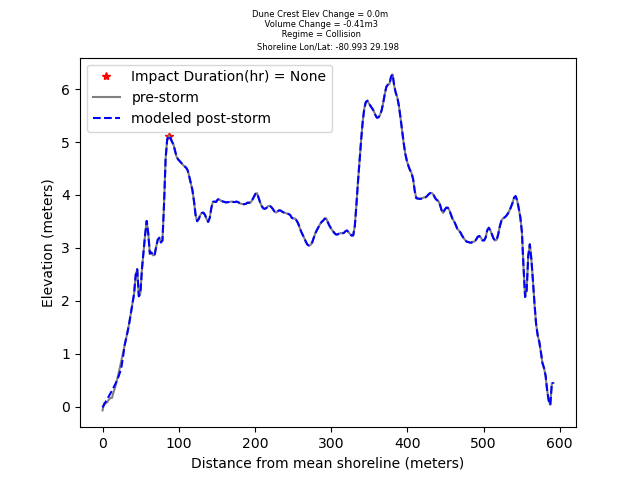 Dune Crest Elev Change = 0.0m
Volume Change = -0.41m3
Regime = Collision
Shoreline Lon/Lat: -80.993 29.198
Impact Duration(hr) = None
pre-storm
modeled post-storm
Elevation (meters)
6
5
4
3
2
1
0
0 100 200 300 400 500 600
Distance from mean shoreline (meters)